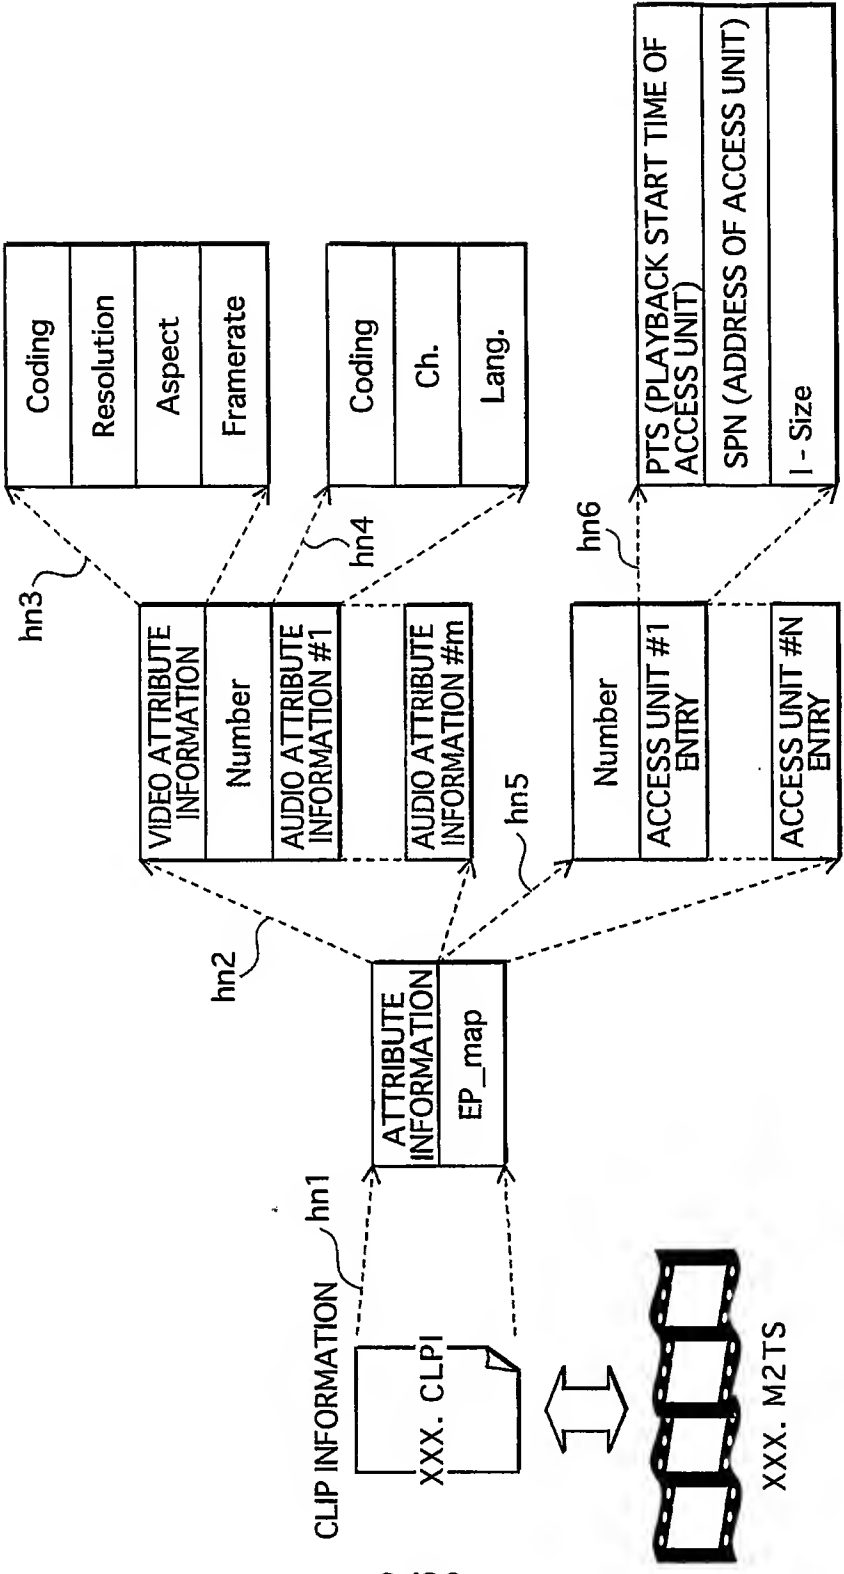 CLIP INFORMATION
XXX. CLPI
XXX. M2TS
hn1
ATTRIBUTE
INFORMATION
EP_map
hn2
VIDEO ATTRIBUTE
INFORMATION
Number
AUDIO ATTRIBUTE
INFORMATION #1
AUDIO ATTRIBUTE
INFORMATION #m
hn3
Coding
Resolution
Aspect
Framerate
hn4
Coding
Ch.
Lang.
hn5
Number
ACCESS UNIT #1
ENTRY
ACCESS UNIT #N
ENTRY
hn6
PTS (PLAYBACK START TIME OF
ACCESS UNIT)
SPN (ADDRESS OF ACCESS UNIT)
I-Size